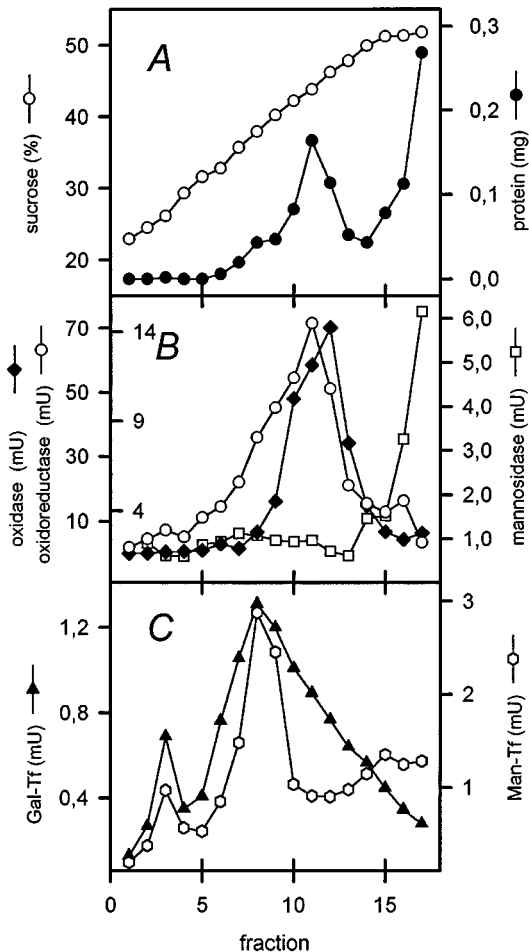 A
50
40
30
20
sucrose (%)
0,3
0,2
0,1
0,0
protein (mg)
B
70
50
30
10
14
9
4
oxidase (mU)
oxidoreductase (mU)
6,0
5,0
4,0
3,0
2,0
1,0
mannosidase (mU)
C
1,2
0,8
0,4
Gal-Tf (mU)
3
2
1
Man-Tf (mU)
0 5 10 15
fraction